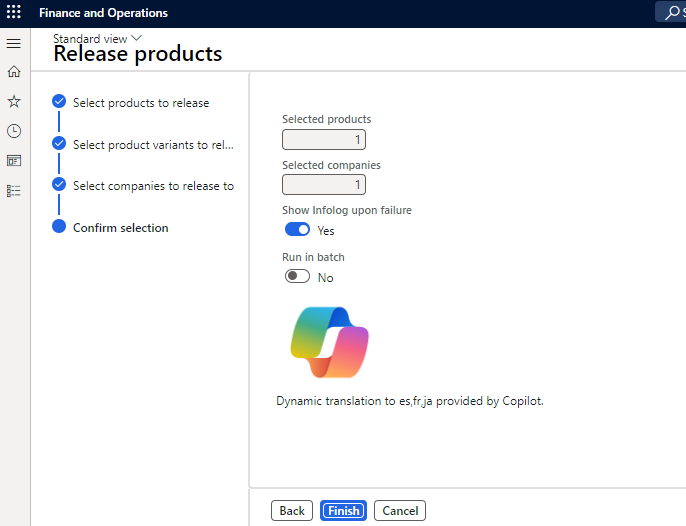 Finance and Operations
Standard view
Release products
Select products to release
Select product variants to rel...
Select companies to release to
Confirm selection
Selected products
1
Selected companies
1
Show Infolog upon failure
Yes
Run in batch
No
Dynamic translation to es,fr,ja provided by Copilot.
Back
Finish
Cancel